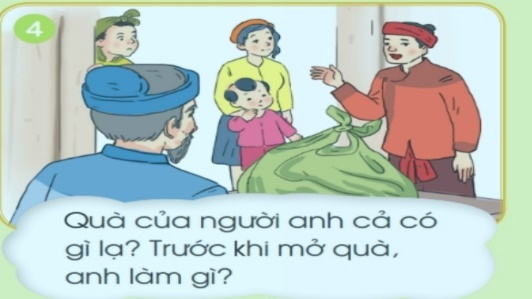 4
Quà của người anh cả có
gì lạ? Trước khi mở quà,
anh làm gì?